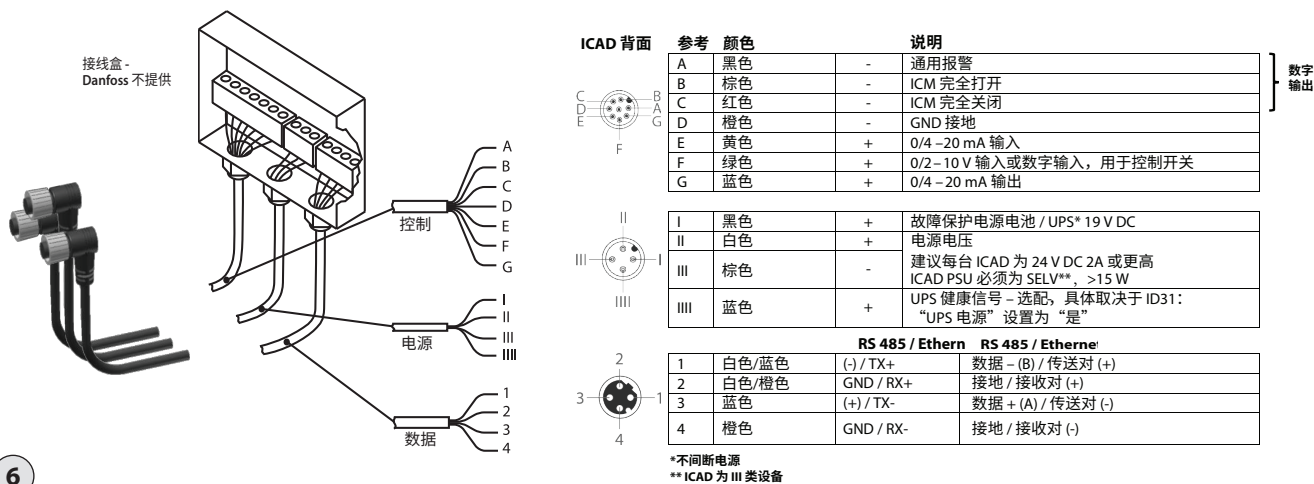 接线盒 -
Danfoss 不提供
A
B
C
D
E
F
G
控制
I
II
III
IIII
电源
1
2
3
4
数据
6
ICAD 背面 参考 颜色 说明
A 黑色 - 通用报警
B 棕色 - ICM 完全打开
C 红色 - ICM 完全关闭
D 橙色 - GND 接地
E 黄色 + 0/4 –20 mA 输入
F 绿色 + 0/2–10 V 输入或数字输入，用于控制开关
G 蓝色 + 0/4 –20 mA 输出
数字
输出
C B
D A
E G
F
I 黑色 + 故障保护电源电池 / UPS* 19 V DC
II 白色 + 电源电压
III 棕色 - 建议每台 ICAD 为 24 V DC 2A 或更高
ICAD PSU 必须为 SELV**，>15 W
IIII 蓝色 + UPS 健康信号 – 选配，具体取决于 ID31：
“UPS 电源”设置为“是”
II
III I
IIII
RS 485 / Ethern RS 485 / Ethernet
1 白色/蓝色 (-) / TX+ 数据 – (B) / 传送对 (+)
2 白色/橙色 GND / RX+ 接地 / 接收对 (+)
3 蓝色 (+) / TX- 数据 + (A) / 传送对 (-)
4 橙色 GND / RX- 接地 / 接收对 (-)
2
3 1
4
*不间断电源
** ICAD 为 III 类设备